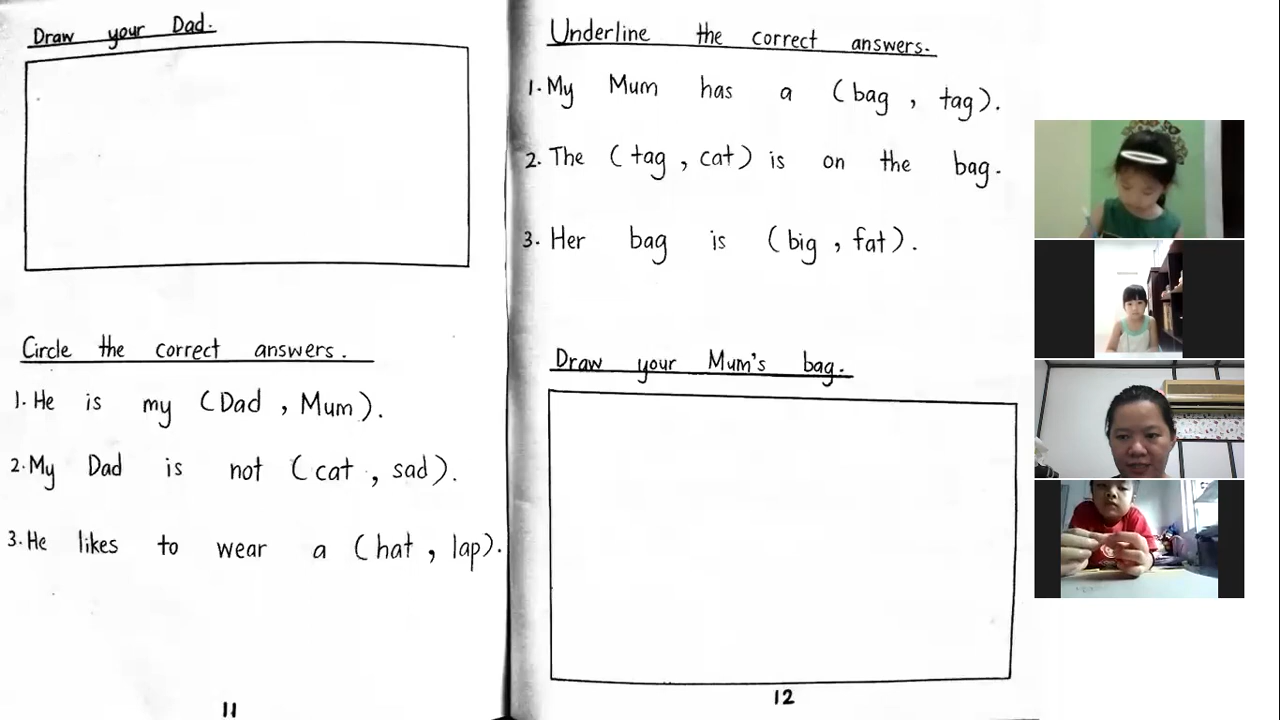 Draw your Dad.
Circle the correct answers.
1. He is my (Dad, Mum).
2. My Dad is not (cat, sad).
3. He likes to wear a (hat, lap).
11
Underline the correct answers.
1. My Mum has a (bag, tag).
2. The (tag, cat) is on the bag.
3. Her bag is (big, fat).
Draw your Mum's bag.
12